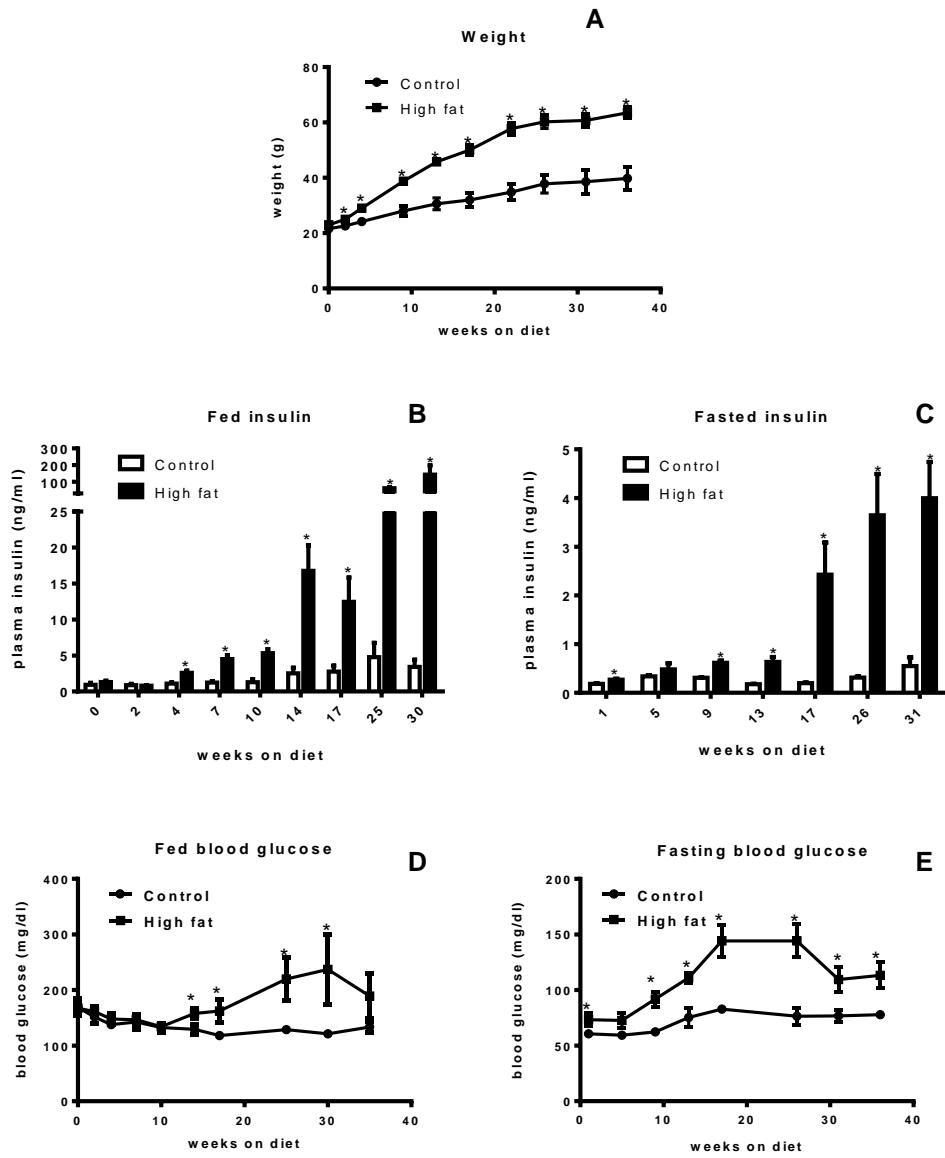 A
Weight
80
60
40
20
0
weight (g)
Control
High fat
* * * * * * * * *
0 10 20 30 40
weeks on diet
B
Fed insulin
300
200
100
25
20
15
10
5
0
plasma insulin (ng/ml)
Control
High fat
* * * * * * *
0 2 4 7 10 14 17 25 30
weeks on diet
C
Fasted insulin
5
4
3
2
1
0
plasma insulin (ng/ml)
Control
High fat
* * * * * *
1 5 9 13 17 26 31
weeks on diet
D
Fed blood glucose
400
300
200
100
0
blood glucose (mg/dl)
Control
High fat
* * * *
0 10 20 30 40
weeks on diet
E
Fasting blood glucose
200
150
100
50
0
blood glucose (mg/dl)
Control
High fat
* * * * * * *
0 10 20 30 40
weeks on diet